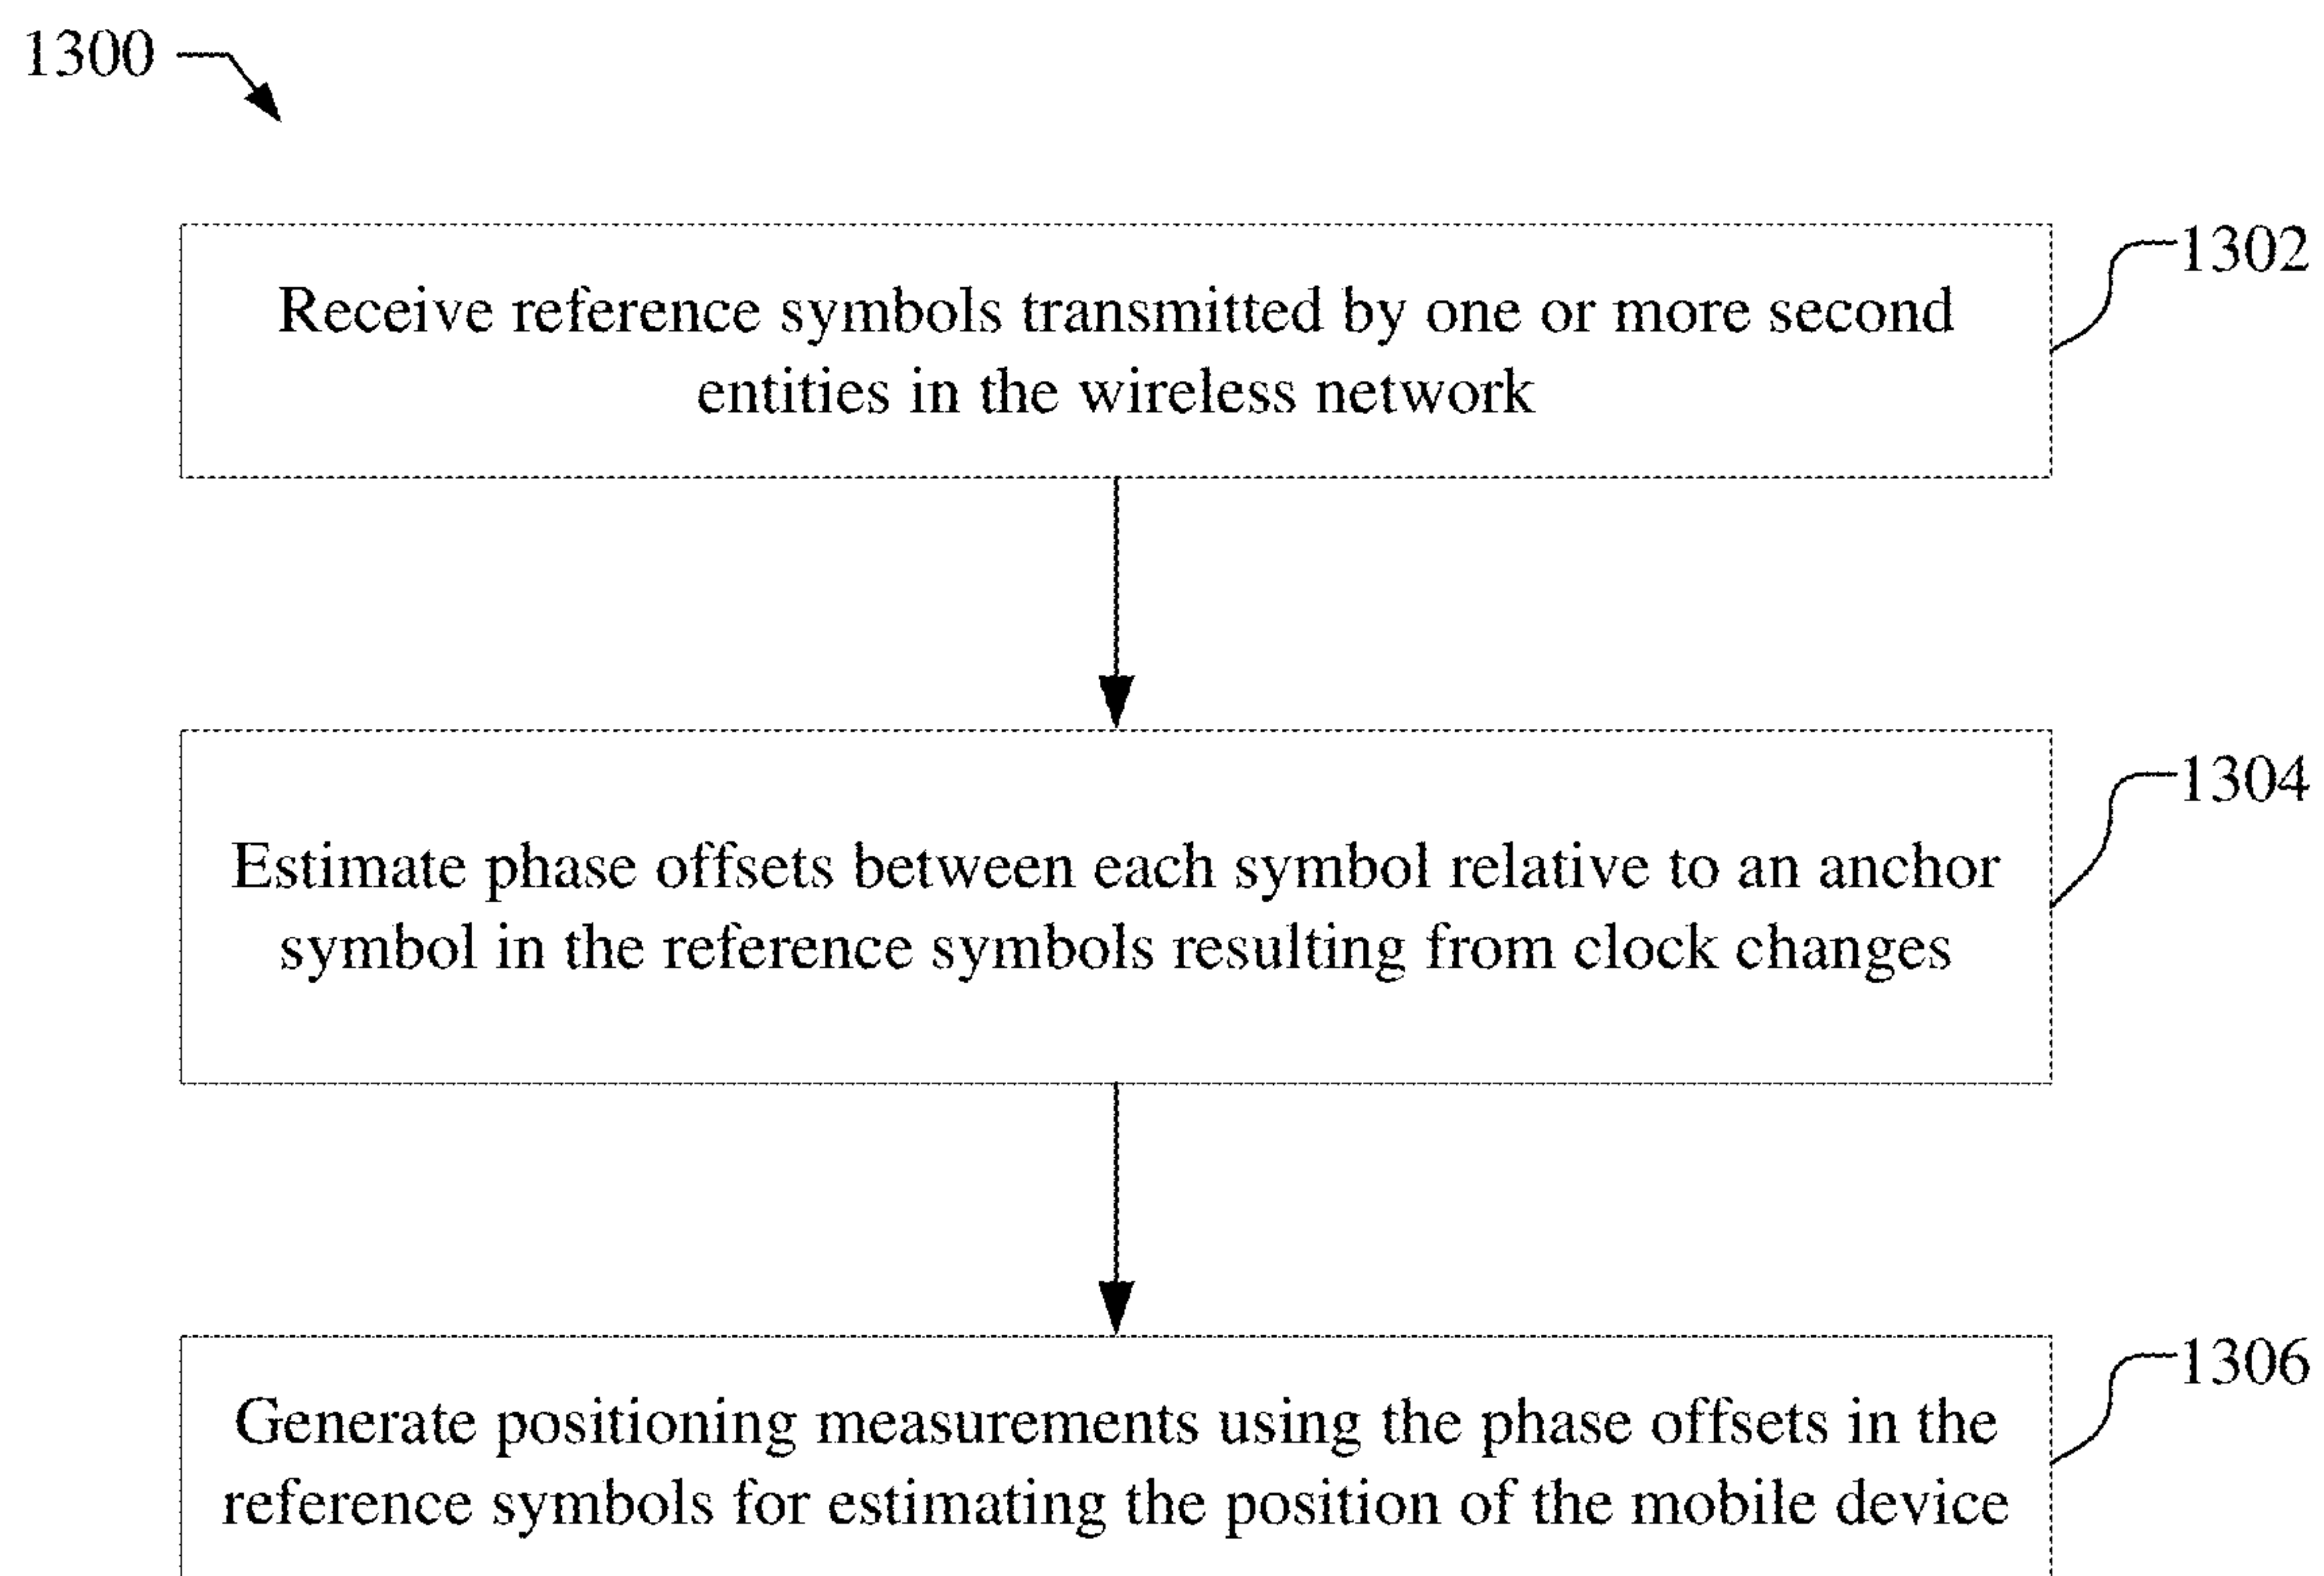 1300
Receive reference symbols transmitted by one or more second
entities in the wireless network
1302
Estimate phase offsets between each symbol relative to an anchor
symbol in the reference symbols resulting from clock changes
1304
Generate positioning measurements using the phase offsets in the
reference symbols for estimating the position of the mobile device
1306